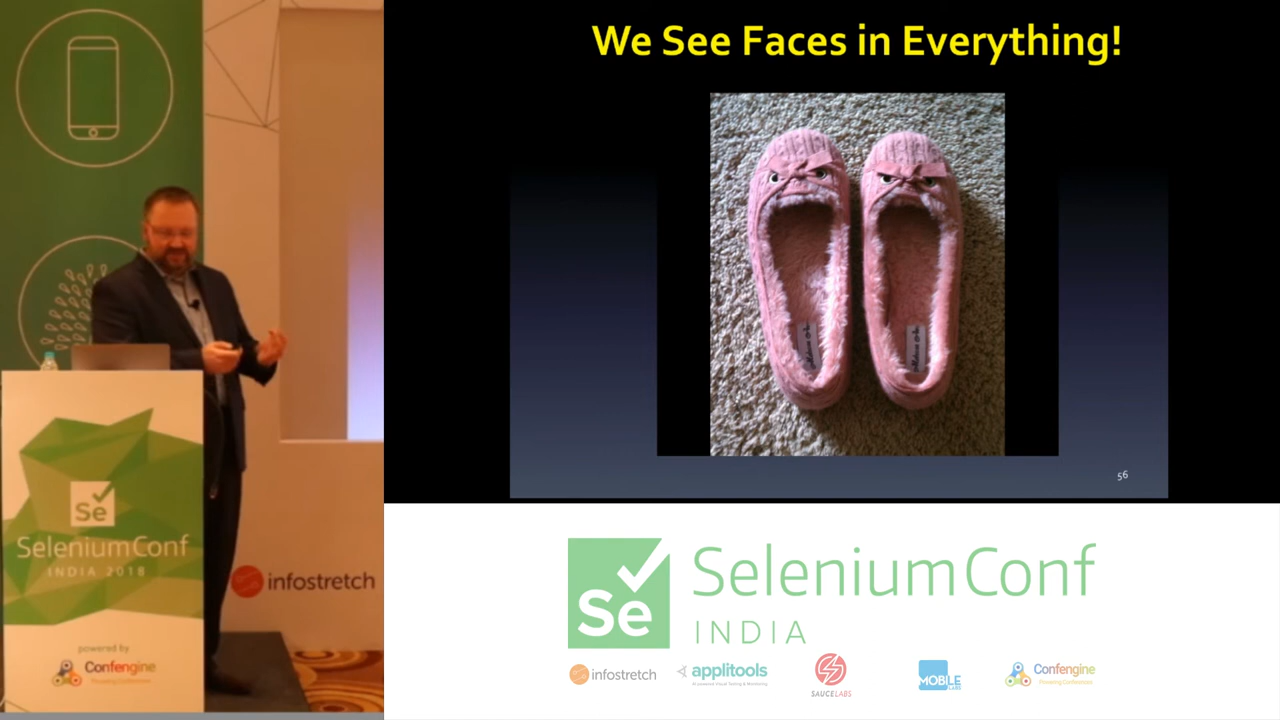 We See Faces in Everything!
56
Se
SeleniumConf
INDIA 2018
powered by
Confengine
infostretch
Se
SeleniumConf
INDIA
infostretch
applitools
SAUCELABS
MOBILE
LABS
Confengine